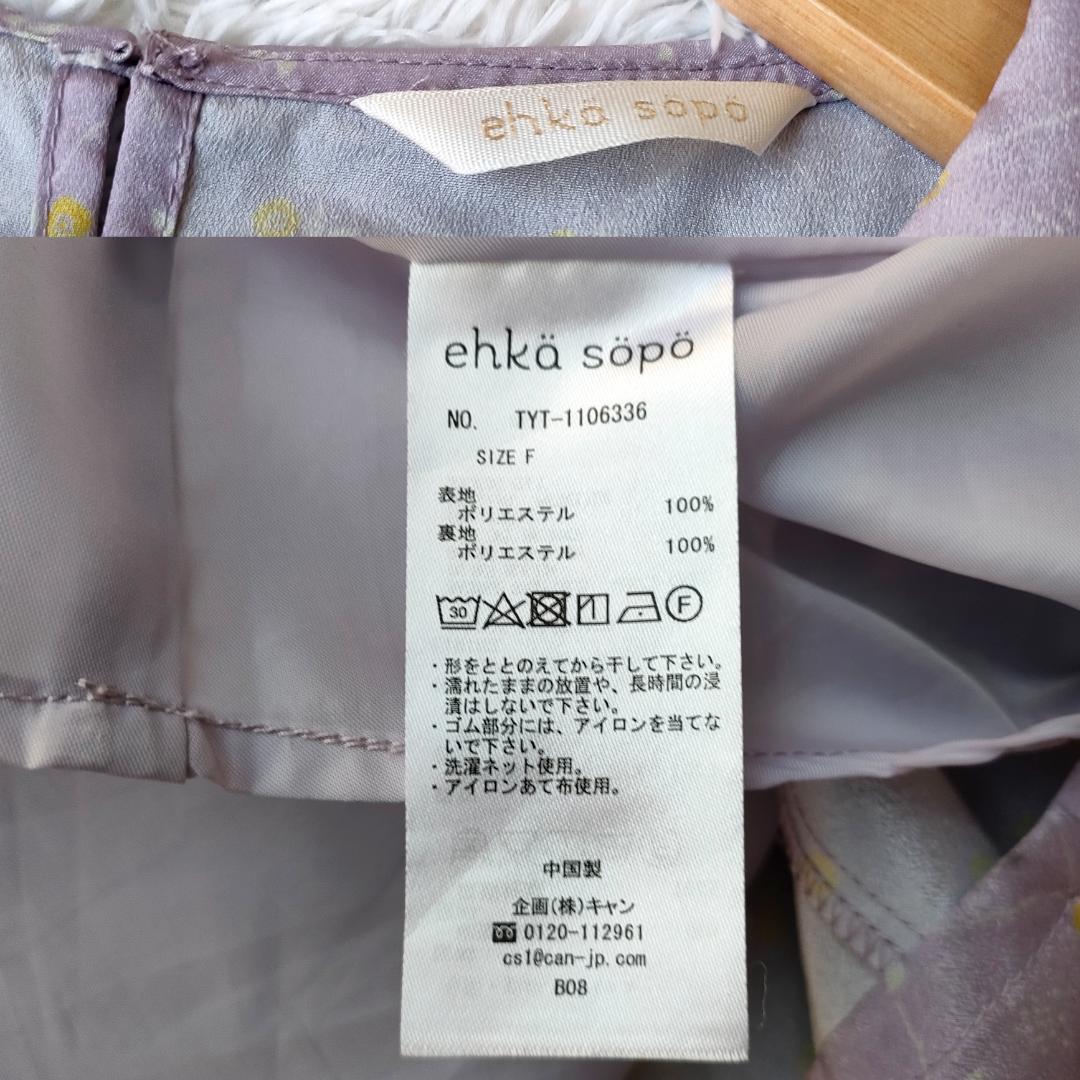 ehkä söpö
ehkä söpö
NO. TYT-1106336
SIZE F
表地
ポリエステル 100%
裏地
ポリエステル 100%
30 F
・形をととのえてから干して下さい。
・濡れたままの放置や、長時間の浸
漬はしないで下さい。
・ゴム部分には、アイロンを当てな
いで下さい。
・洗濯ネット使用。
・アイロンあて布使用。
中国製
企画(株)キャン
0120-112961
cs1@can-jp.com
B08